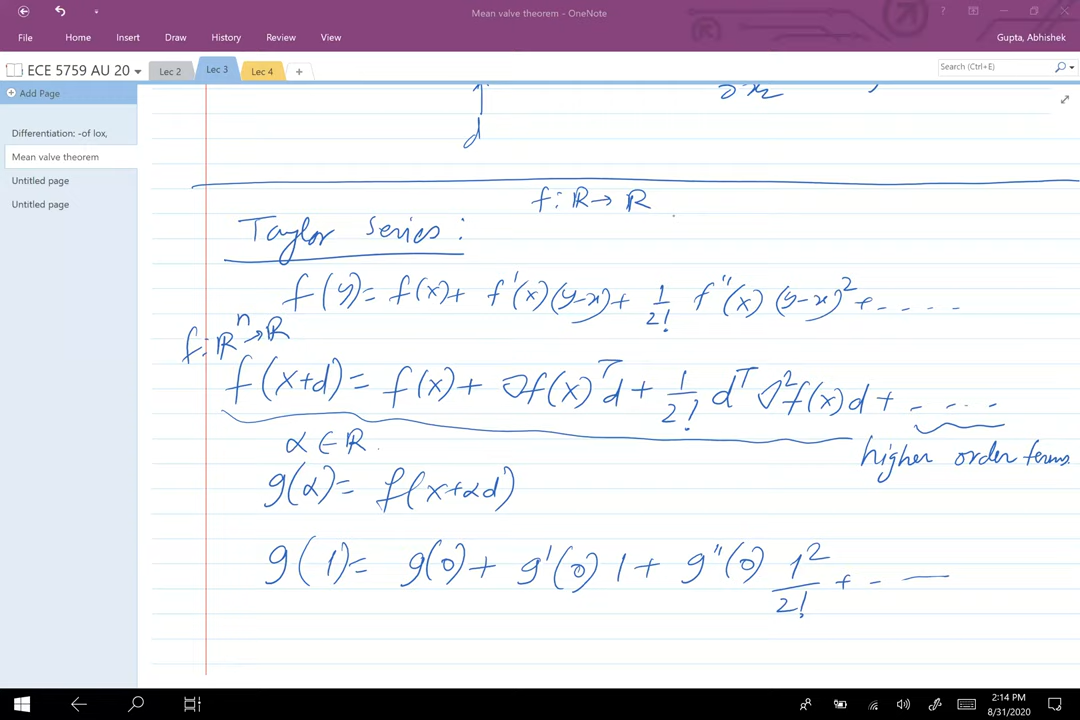 Mean valve theorem - OneNote
File Home Insert Draw History Review View Gupta, Abhishek
ECE 5759 AU 20 Lec 2 Lec 3 Lec 4 + Search (Ctrl+E)
Add Page
Differentiation: -of lox,
Mean valve theorem
Untitled page
Untitled page
d
f: ℝ → ℝ
Taylor Series:
f(y) = f(x) + f'(x)(y-x) + 1/2! f''(x)(y-x)² + .....
f: ℝⁿ → ℝ
f(x+d) = f(x) + ∇f(x)ᵀd + 1/2! dᵀ∇²f(x)d + .....
higher order terms.
α ∈ ℝ.
g(α) = f(x+αd)
g(1) = g(0) + g'(0) 1 + g''(0) 1²/2! + - —
2:14 PM
8/31/2020